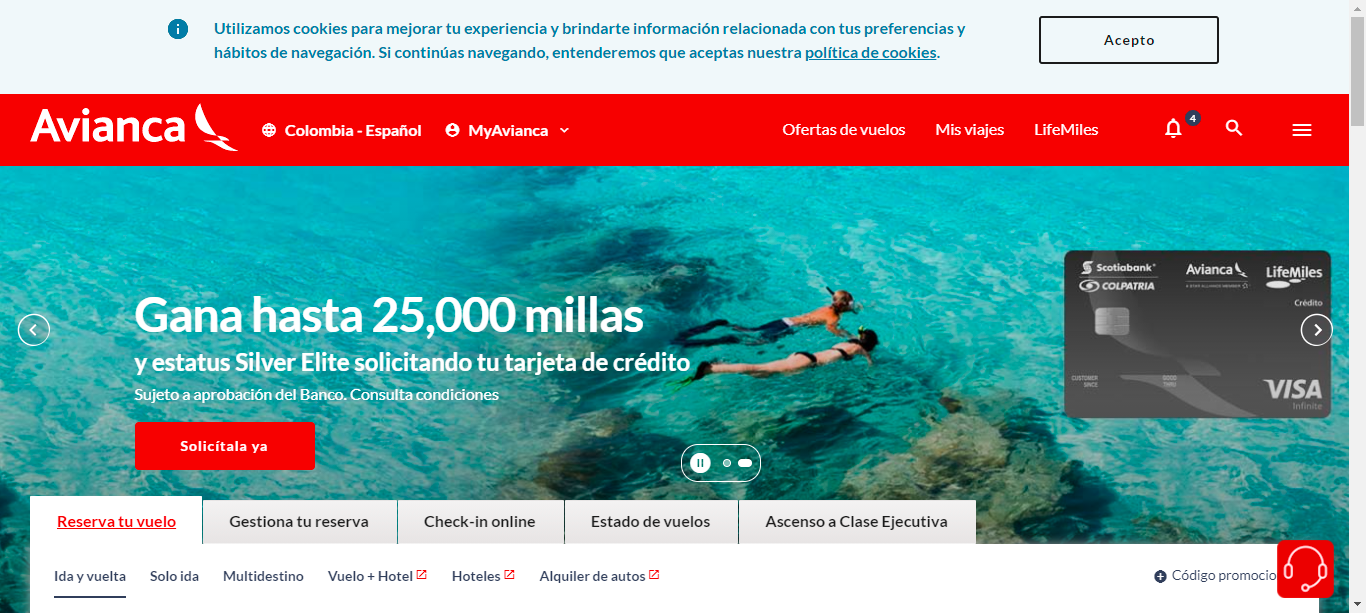 Utilizamos cookies para mejorar tu experiencia y brindarte información relacionada con tus preferencias y
hábitos de navegación. Si continúas navegando, entenderemos que aceptas nuestra política de cookies.
Acepto
Avianca
Colombia - Español
MyAvianca
Ofertas de vuelos
Mis viajes
LifeMiles
4
Gana hasta 25,000 millas
y estatus Silver Elite solicitando tu tarjeta de crédito
Sujeto a aprobación del Banco. Consulta condiciones
Solicítala ya
Scotiabank
COLPATRIA
Avianca
A STAR ALLIANCE MEMBER
LifeMiles
Crédito
CUSTOMER
SINCE
GOOD
THRU
VISA
Infinite
Reserva tu vuelo
Gestiona tu reserva
Check-in online
Estado de vuelos
Ascenso a Clase Ejecutiva
Ida y vuelta
Solo ida
Multidestino
Vuelo + Hotel
Hoteles
Alquiler de autos
Código promocio